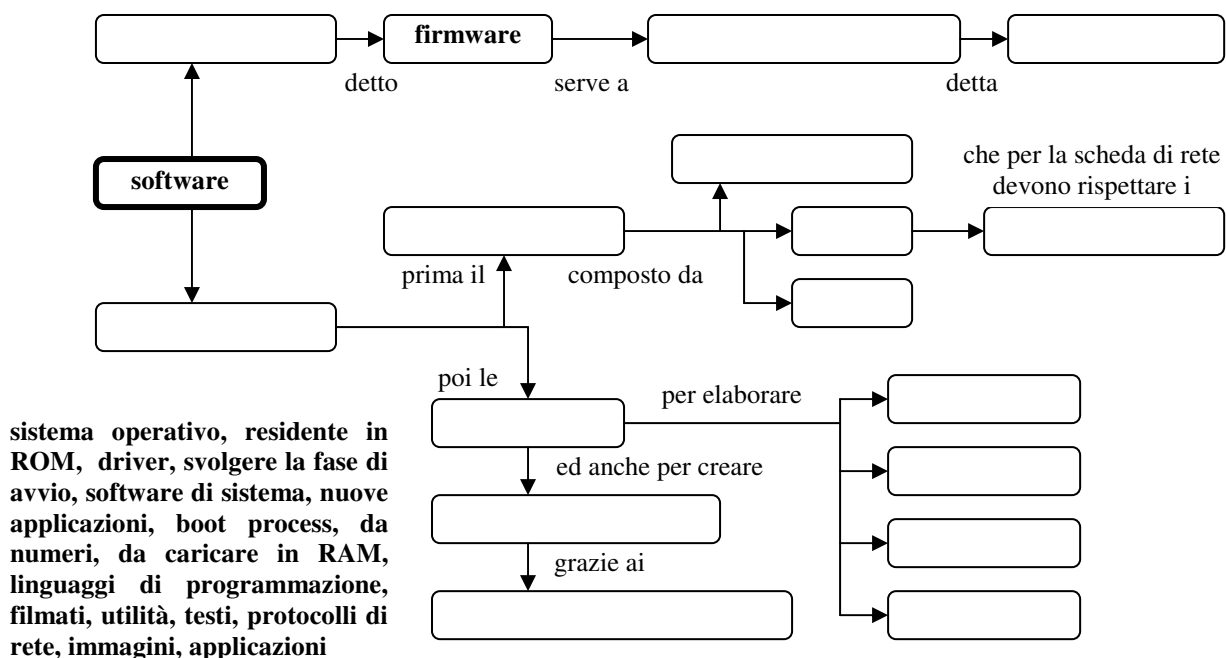 firmware
detto
serve a
detta
software
che per la scheda di rete
devono rispettare i
prima il
composto da
poi le
per elaborare
ed anche per creare
grazie ai
sistema operativo, residente in
ROM, driver, svolgere la fase di
avvio, software di sistema, nuove
applicazioni, boot process, da
numeri, da caricare in RAM,
linguaggi di programmazione,
filmati, utilità, testi, protocolli di
rete, immagini, applicazioni